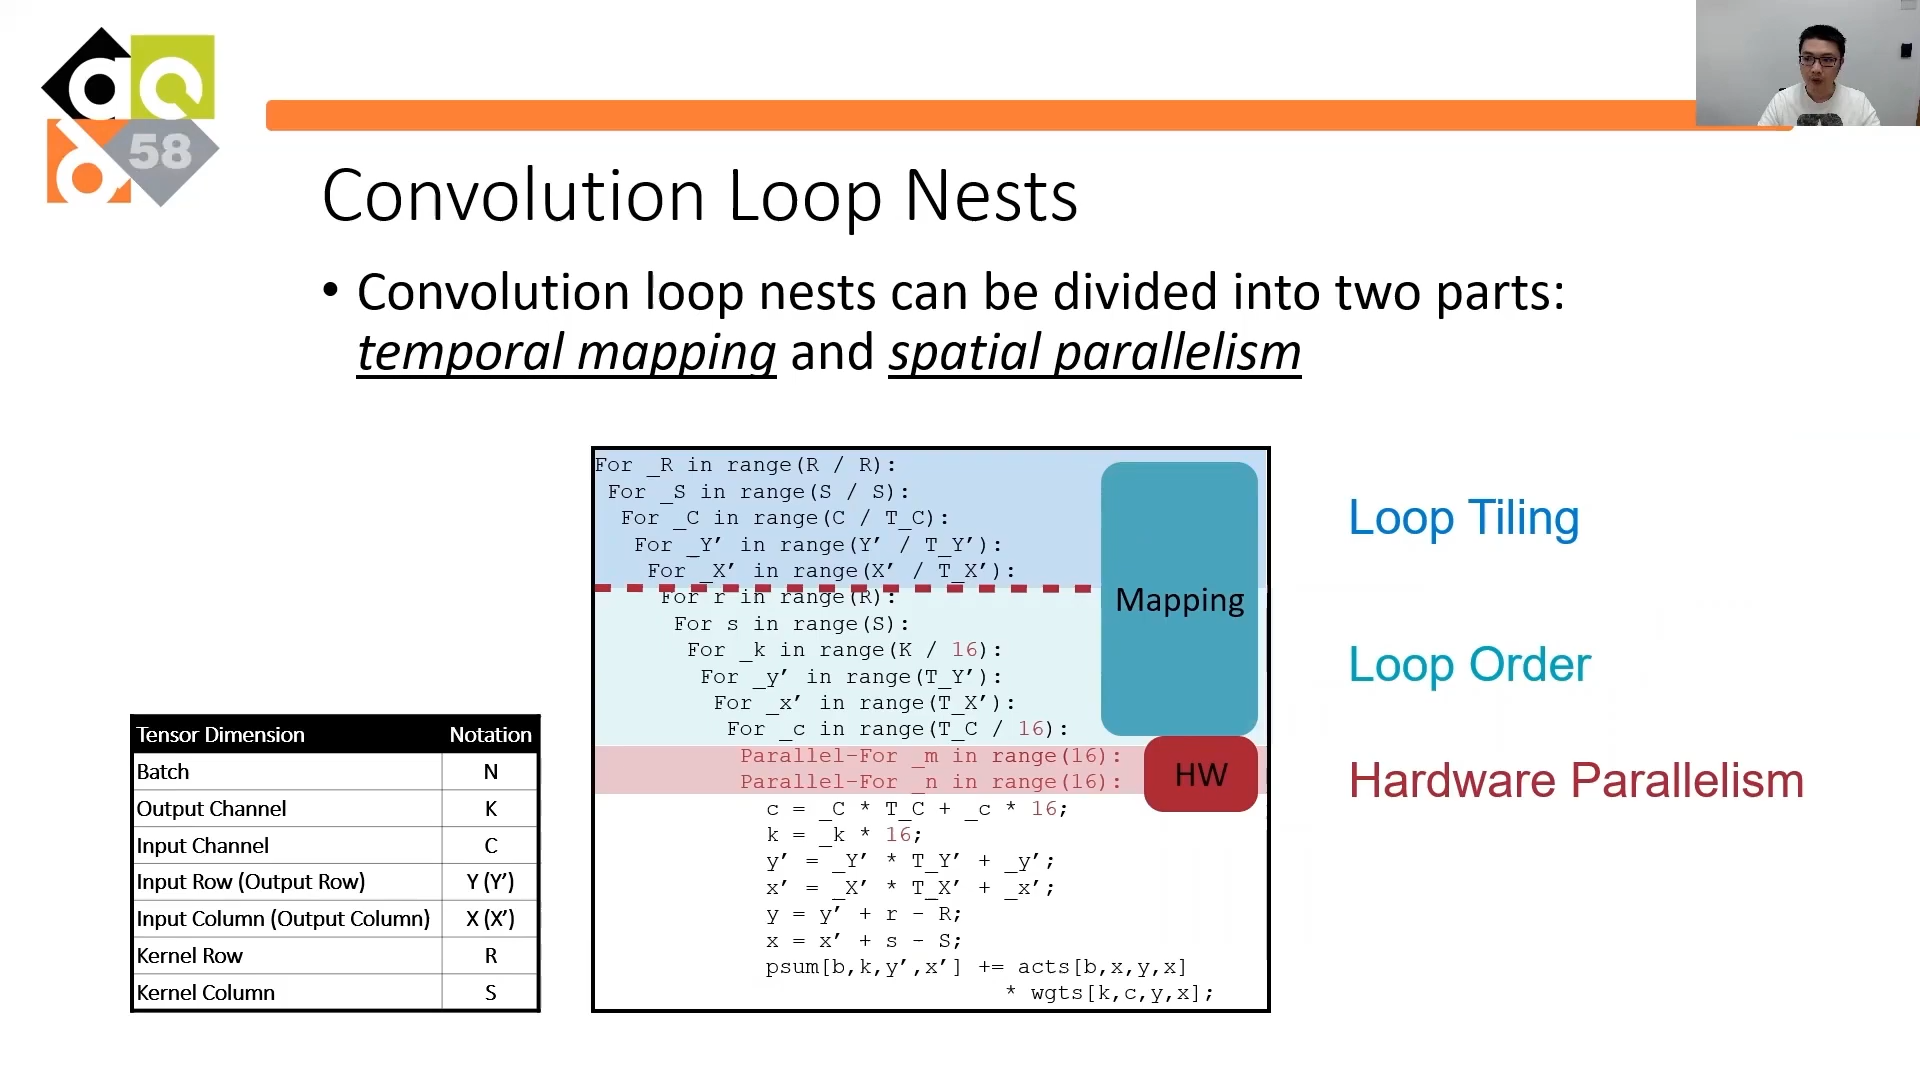 58
Convolution Loop Nests
• Convolution loop nests can be divided into two parts:
temporal mapping and spatial parallelism
For _R in range(R / R):
For _S in range(S / S):
For _C in range(C / T_C):
For _Y’ in range(Y’ / T_Y’):
For _X’ in range(X’ / T_X’):
For r in range(R):
For s in range(S):
For _k in range(K / 16):
For _y’ in range(T_Y’):
For _x’ in range(T_X’):
For _c in range(T_C / 16):
Parallel-For _m in range(16):
Parallel-For _n in range(16):
c = _C * T_C + _c * 16;
k = _k * 16;
y’ = _Y’ * T_Y’ + _y’;
x’ = _X’ * T_X’ + _x’;
y = y’ + r - R;
x = x’ + s - S;
psum[b,k,y’,x’] += acts[b,x,y,x]
* wgts[k,c,y,x];
Mapping
HW
Loop Tiling
Loop Order
Hardware Parallelism
Tensor Dimension Notation
Batch N
Output Channel K
Input Channel C
Input Row (Output Row) Y (Y’)
Input Column (Output Column) X (X’)
Kernel Row R
Kernel Column S